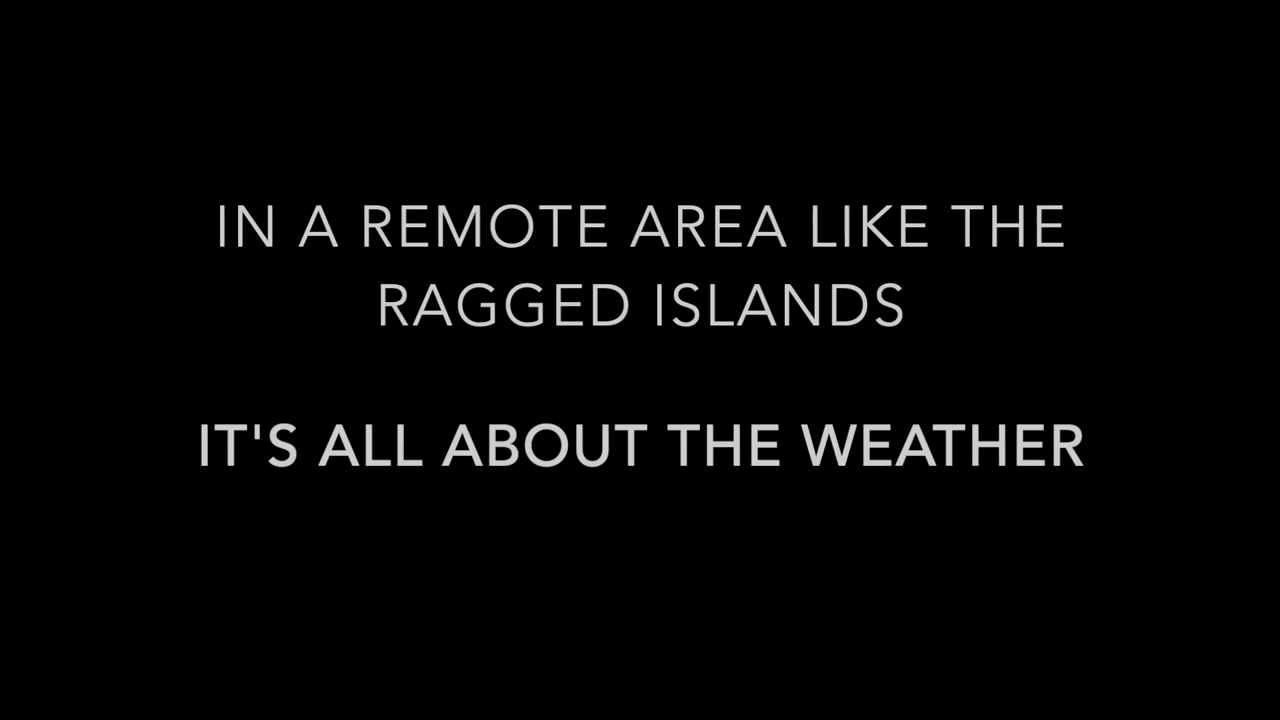 IN A REMOTE AREA LIKE THE
RAGGED ISLANDS
IT'S ALL ABOUT THE WEATHER